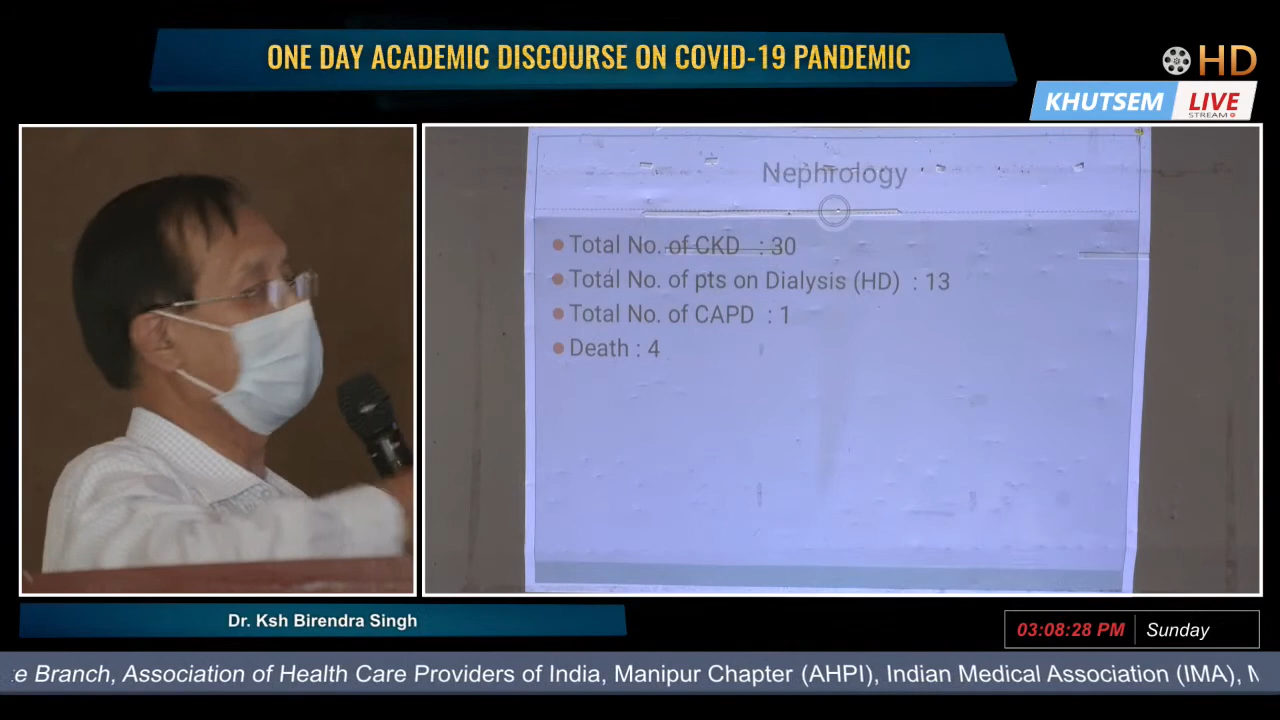 ONE DAY ACADEMIC DISCOURSE ON COVID-19 PANDEMIC
HD
KHUTSEM LIVE
STREAM
Nephrology
Total No. of CKD : 30
Total No. of pts on Dialysis (HD) : 13
Total No. of CAPD : 1
Death : 4
Dr. Ksh Birendra Singh
03:08:28 PM Sunday
e Branch, Association of Health Care Providers of India, Manipur Chapter (AHPI), Indian Medical Association (IMA),